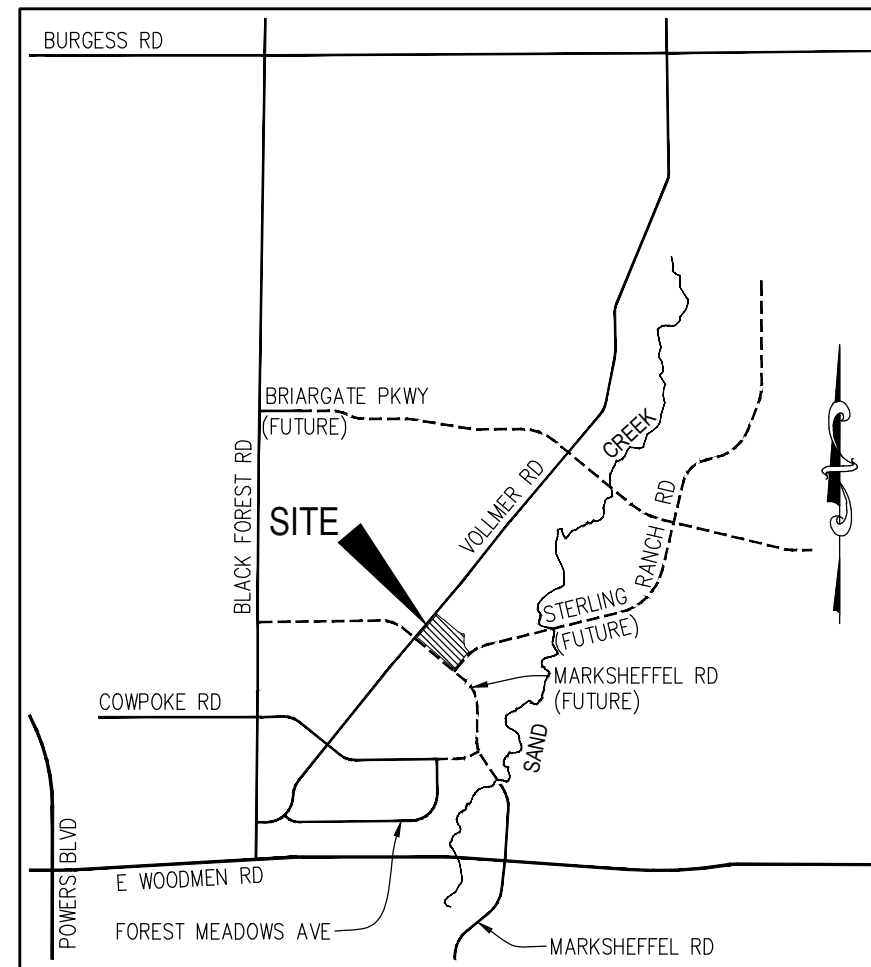 BURGESS RD
BRIARGATE PKWY
(FUTURE)
CREEK
BLACK FOREST RD
VOLLMER RD
RANCH RD
SITE
STERLING
(FUTURE)
MARKSHEFFEL RD
(FUTURE)
COWPOKE RD
SAND
POWERS BLVD
E WOODMEN RD
FOREST MEADOWS AVE
MARKSHEFFEL RD